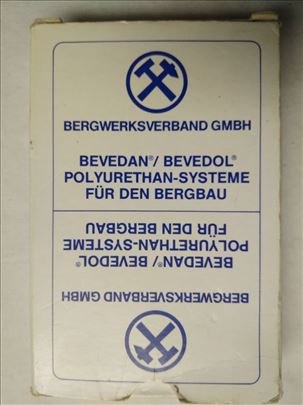 BERGWERKSVERBAND GMBH
BEVEDAN®/ BEVEDOL®
POLYURETHAN-SYSTEME
FÜR DEN BERGBAU
BERGWERKSVERBAND GMBH
BEVEDAN®/ BEVEDOL®
POLYURETHAN-SYSTEME
FÜR DEN BERGBAU